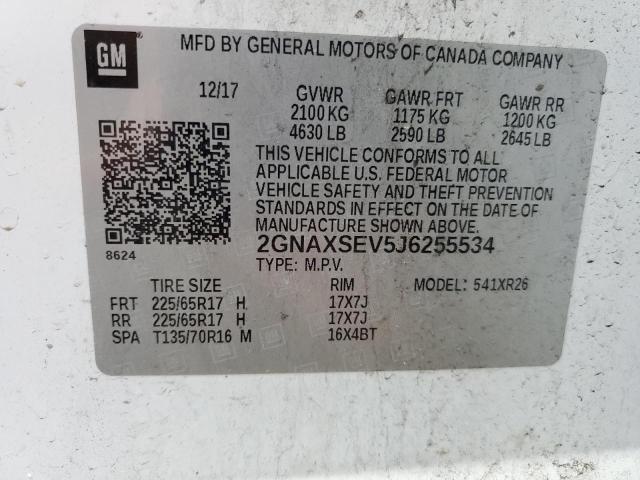 GM
MFD BY GENERAL MOTORS OF CANADA COMPANY
12/17 GVWR GAWR FRT GAWR RR
2100 KG 1175 KG 1200 KG
4630 LB 2590 LB 2645 LB
THIS VEHICLE CONFORMS TO ALL
APPLICABLE U.S. FEDERAL MOTOR
VEHICLE SAFETY AND THEFT PREVENTION
STANDARDS IN EFFECT ON THE DATE OF
MANUFACTURE SHOWN ABOVE.
2GNAXSEV5J6255534
8624 TYPE: M.P.V.
TIRE SIZE RIM MODEL: 541XR26
FRT 225/65R17 H 17X7J
RR 225/65R17 H 17X7J
SPA T135/70R16 M 16X4BT